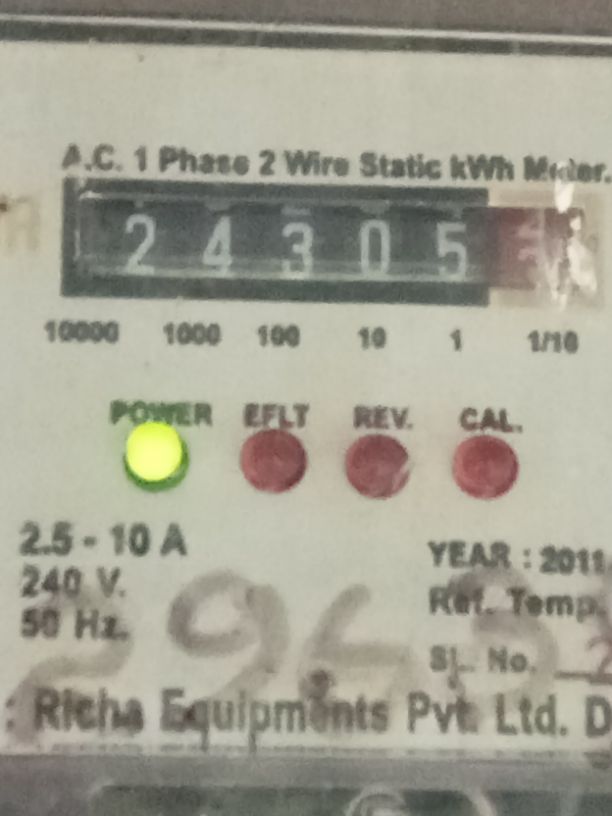 A.C. 1 Phase 2 Wire Static kWh Meter.
2 4 3 0 5
10000 1000 100 10 1 1/10
POWER EFLT REV. CAL.
2.5 - 10 A
240 V.
50 Hz.
YEAR : 2011
Ref. Temp.
SL. No. 2
: Richa Equipments Pvt. Ltd. D